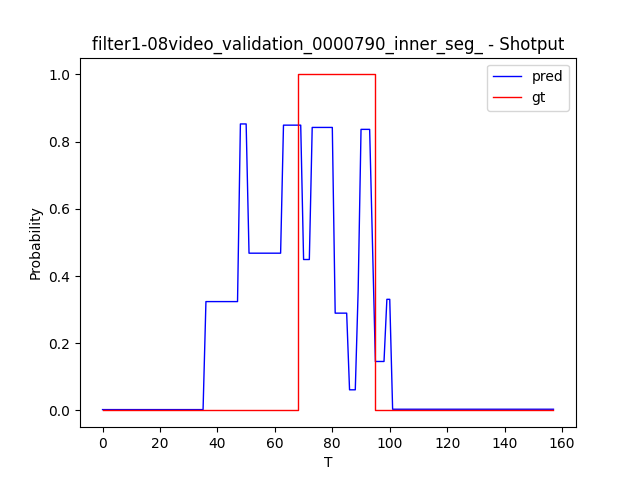 filter1-08video_validation_0000790_inner_seg_ - Shotput
pred
gt
1.0
0.8
0.6
0.4
0.2
0.0
Probability
0 20 40 60 80 100 120 140 160
T